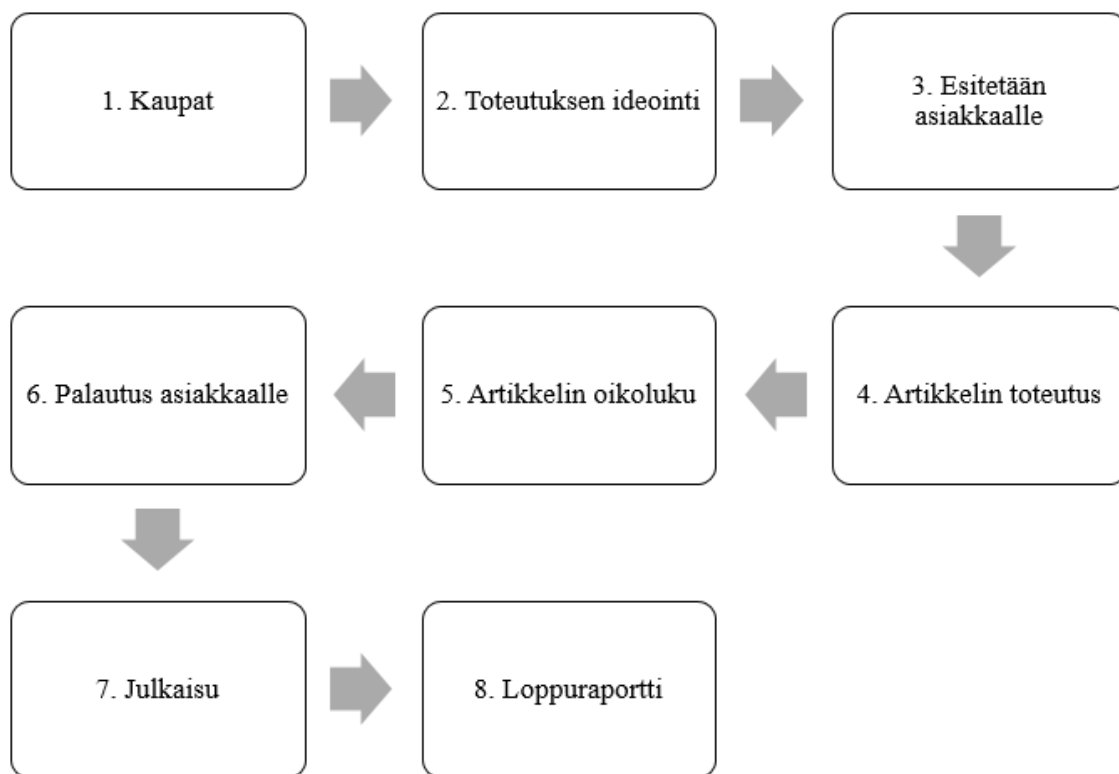 1. Kaupat
2. Toteutuksen ideointi
3. Esitetään
asiakkaalle
4. Artikkelin toteutus
5. Artikkelin oikoluku
6. Palautus asiakkaalle
7. Julkaisu
8. Loppuraportti